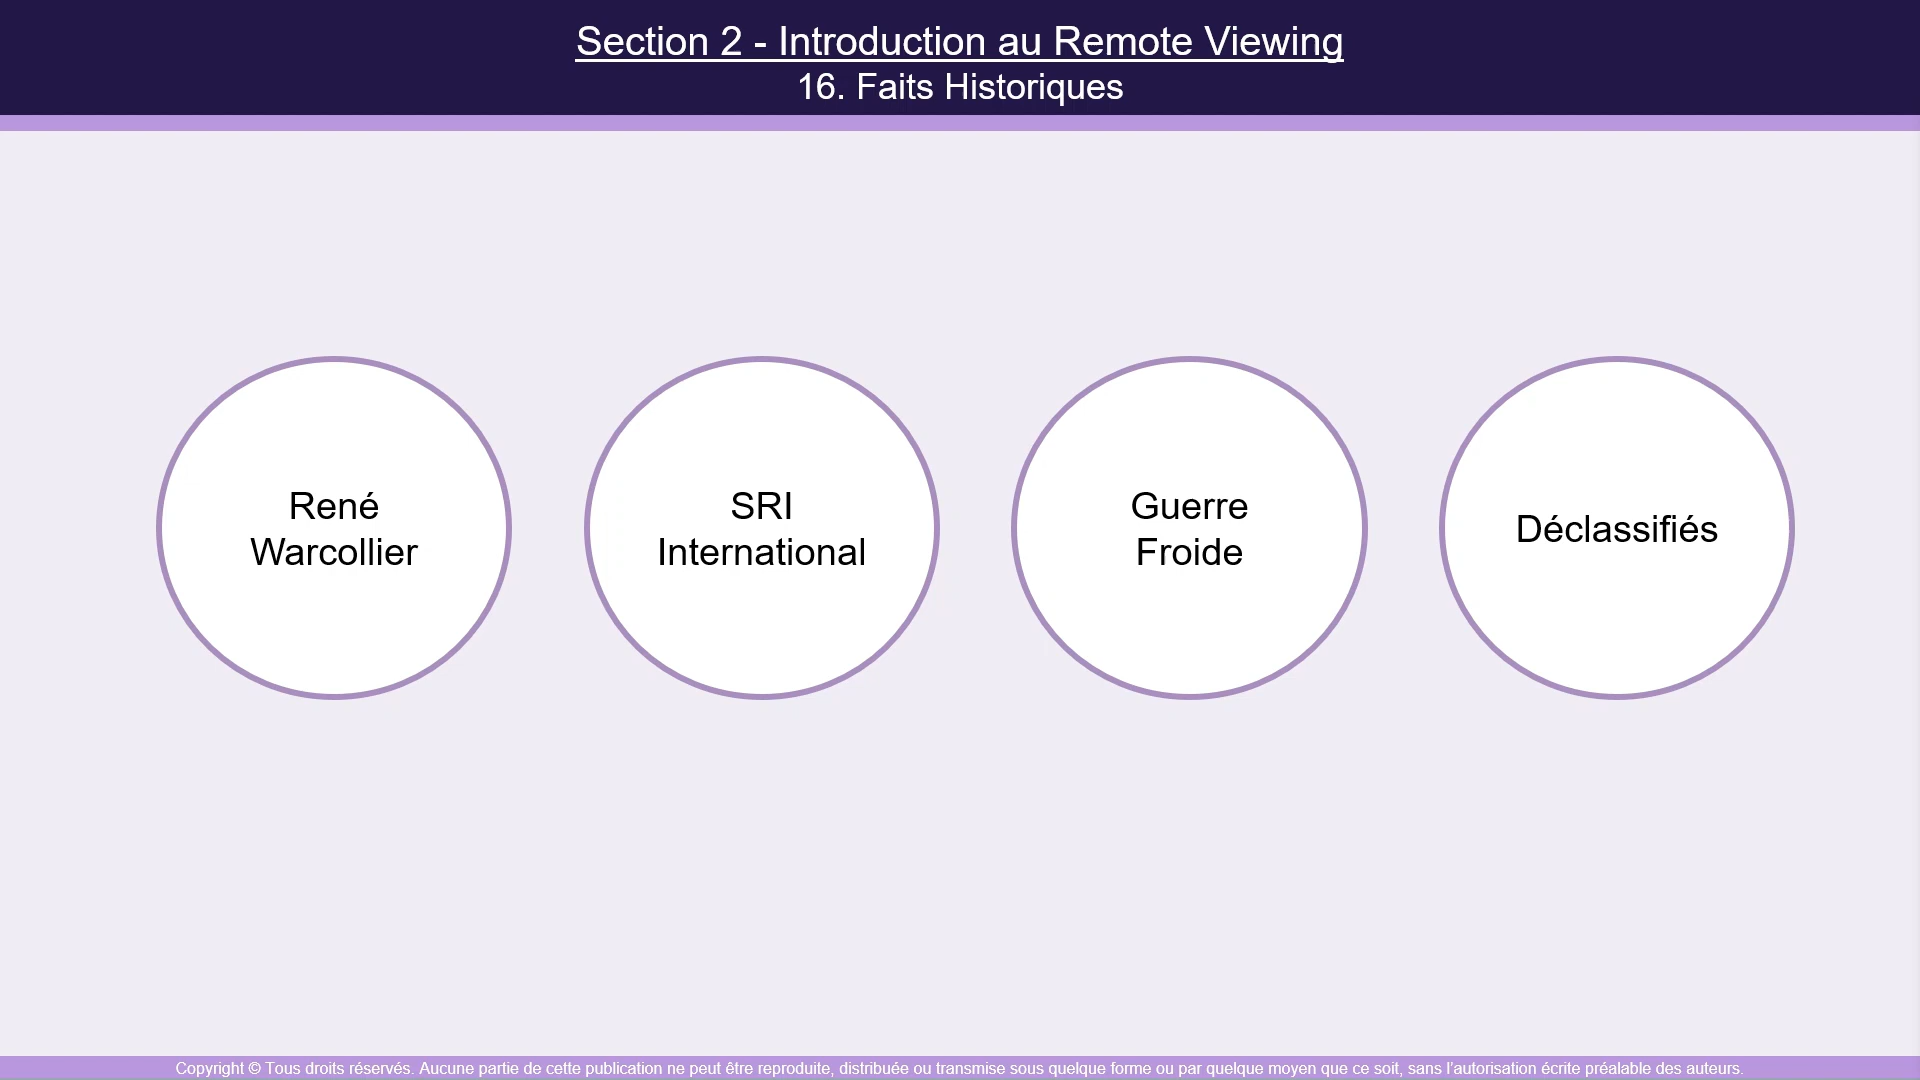 Section 2 - Introduction au Remote Viewing
16. Faits Historiques
René
Warcollier
SRI
International
Guerre
Froide
Déclassifiés
Copyright © Tous droits réservés. Aucune partie de cette publication ne peut être reproduite, distribuée ou transmise sous quelque forme ou par quelque moyen que ce soit, sans l'autorisation écrite préalable des auteurs.